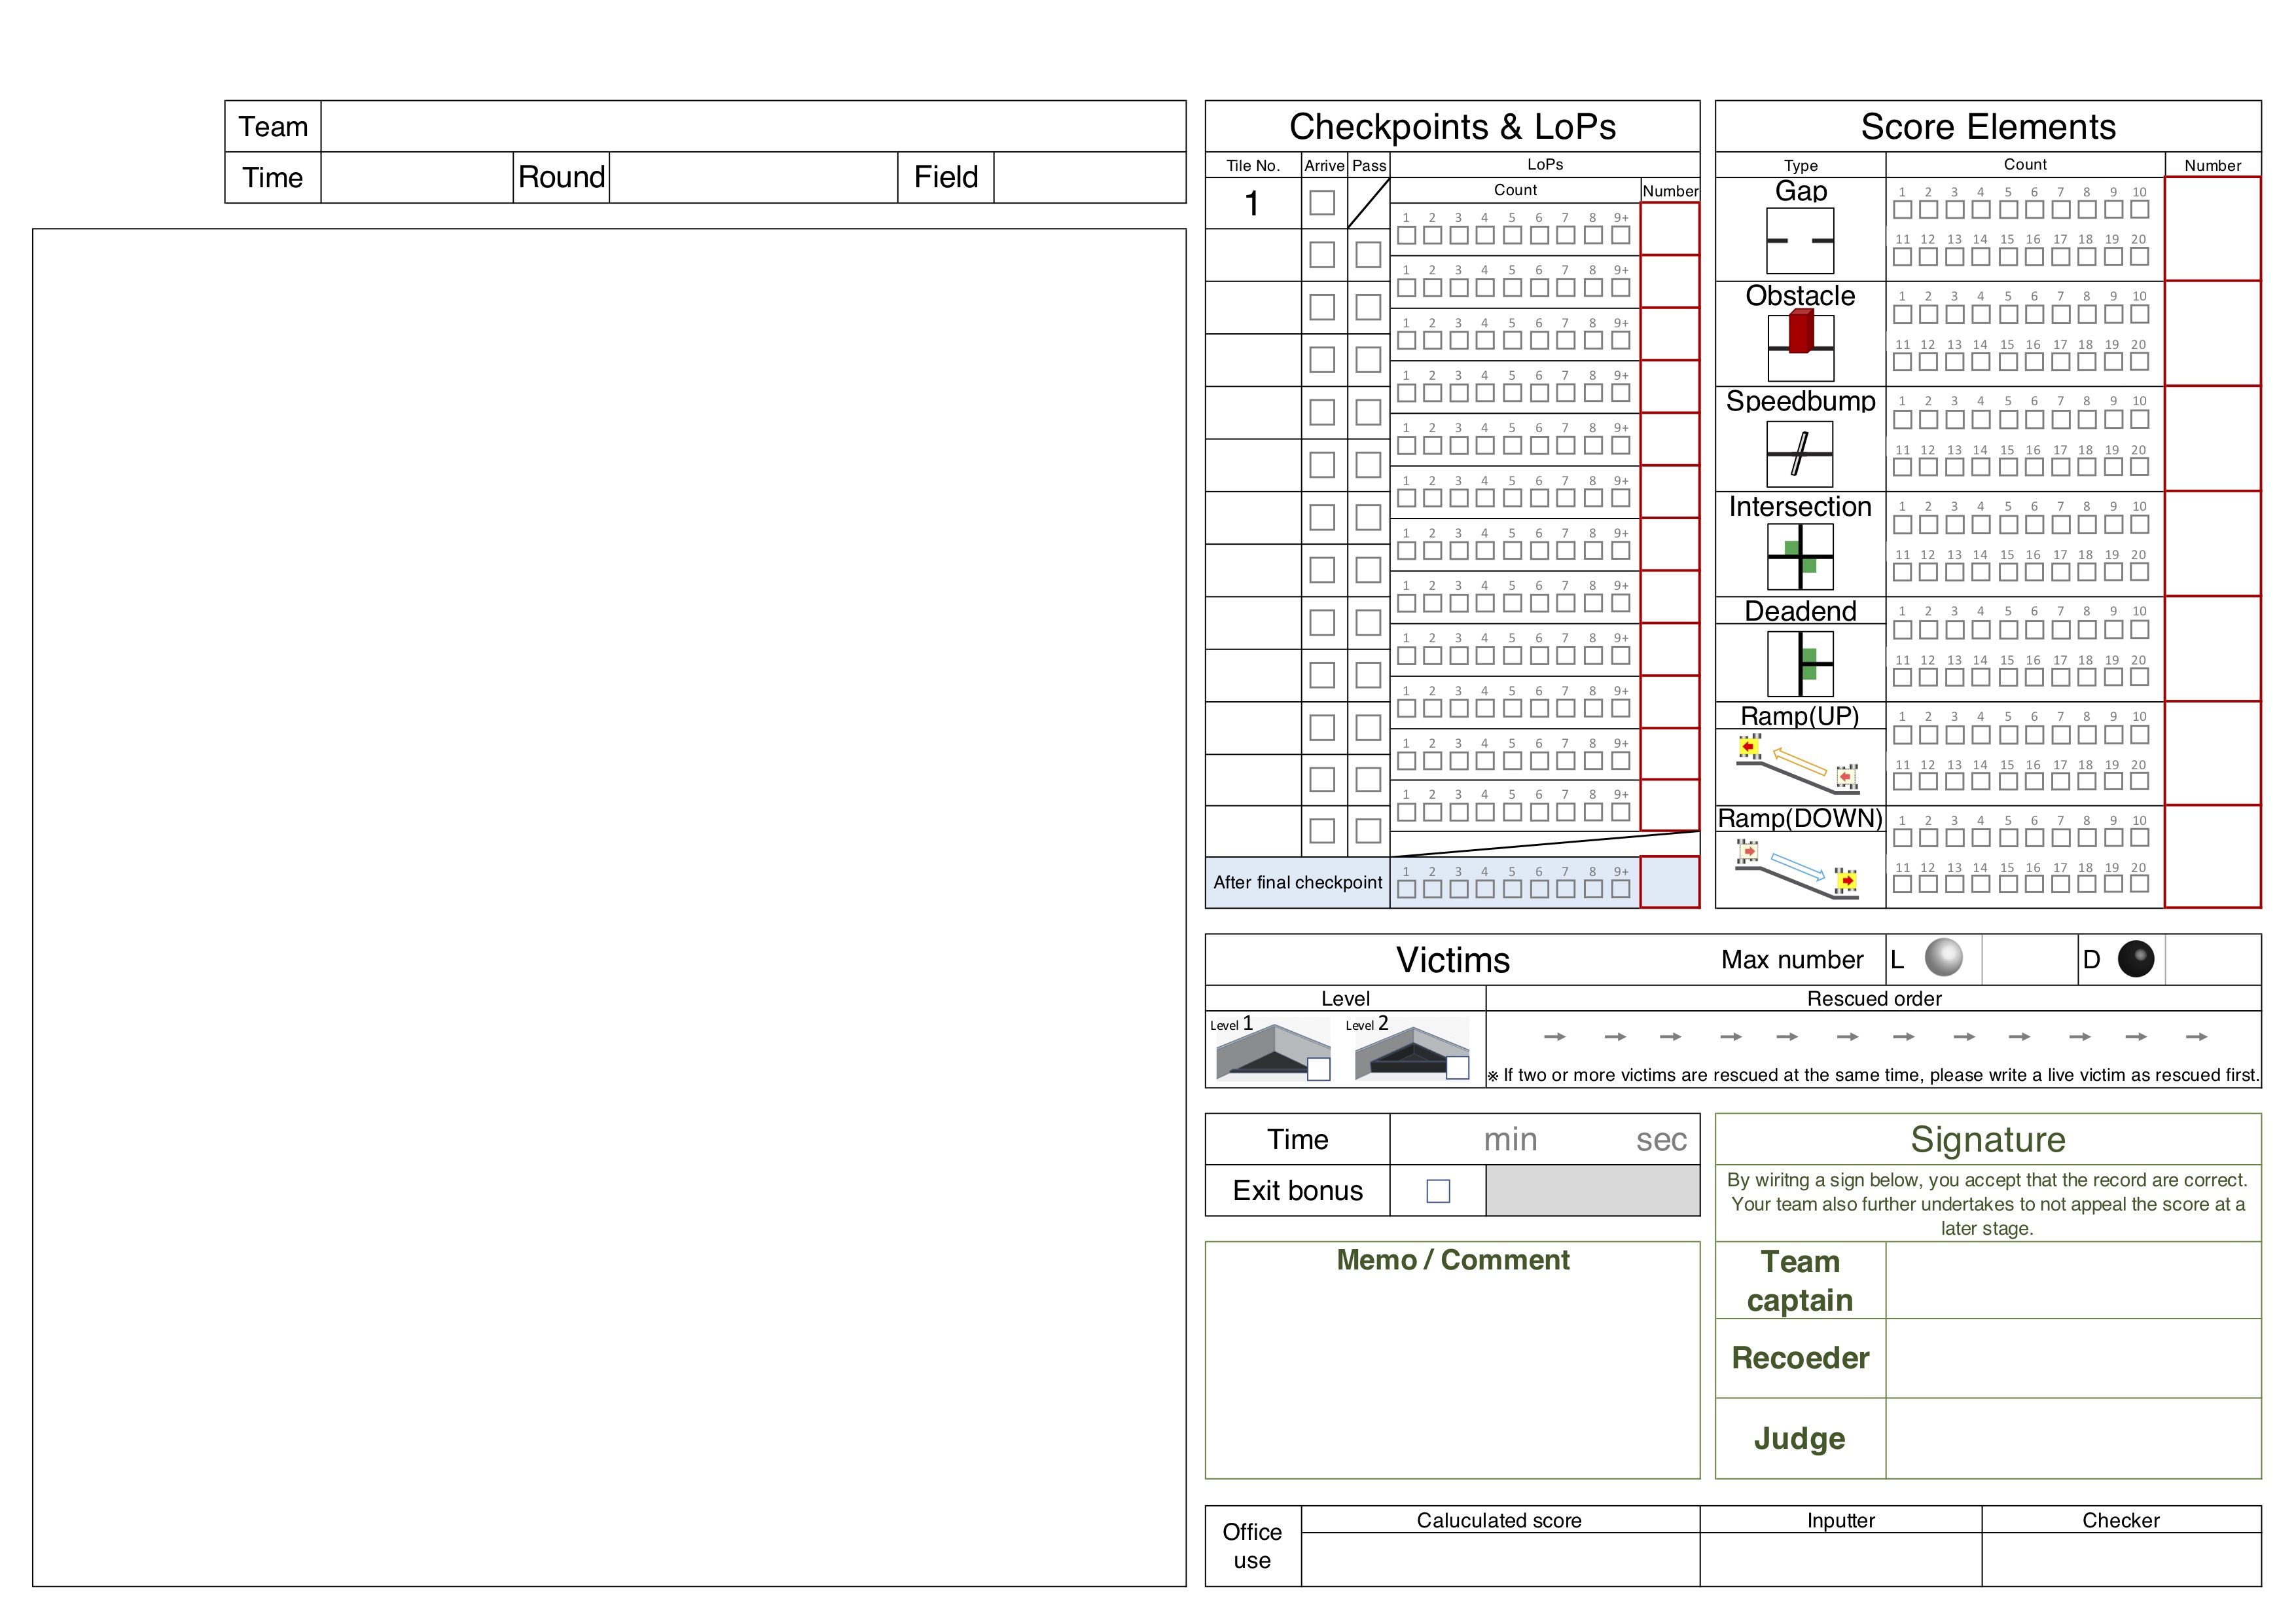 Team
Time Round Field
Checkpoints & LoPs
Tile No. Arrive Pass LoPs
Count Number
1
1 2 3 4 5 6 7 8 9+
1 2 3 4 5 6 7 8 9+
1 2 3 4 5 6 7 8 9+
1 2 3 4 5 6 7 8 9+
1 2 3 4 5 6 7 8 9+
1 2 3 4 5 6 7 8 9+
1 2 3 4 5 6 7 8 9+
1 2 3 4 5 6 7 8 9+
1 2 3 4 5 6 7 8 9+
1 2 3 4 5 6 7 8 9+
1 2 3 4 5 6 7 8 9+
1 2 3 4 5 6 7 8 9+
After final checkpoint 1 2 3 4 5 6 7 8 9+
Score Elements
Type Count Number
Gap
1 2 3 4 5 6 7 8 9 10
11 12 13 14 15 16 17 18 19 20
Obstacle
1 2 3 4 5 6 7 8 9 10
11 12 13 14 15 16 17 18 19 20
Speedbump
1 2 3 4 5 6 7 8 9 10
11 12 13 14 15 16 17 18 19 20
Intersection
1 2 3 4 5 6 7 8 9 10
11 12 13 14 15 16 17 18 19 20
Deadend
1 2 3 4 5 6 7 8 9 10
11 12 13 14 15 16 17 18 19 20
Ramp(UP)
1 2 3 4 5 6 7 8 9 10
11 12 13 14 15 16 17 18 19 20
Ramp(DOWN)
1 2 3 4 5 6 7 8 9 10
11 12 13 14 15 16 17 18 19 20
Victims Max number L D
Level Rescued order
Level 1 Level 2 → → → → → → → → → → → →
※ If two or more victims are rescued at the same time, please write a live victim as rescued first.
Time min sec
Exit bonus
Memo / Comment
Signature
By wiritng a sign below, you accept that the record are correct.
Your team also further undertakes to not appeal the score at a
later stage.
Team
captain
Recoeder
Judge
Office
use
Caluculated score Inputter Checker